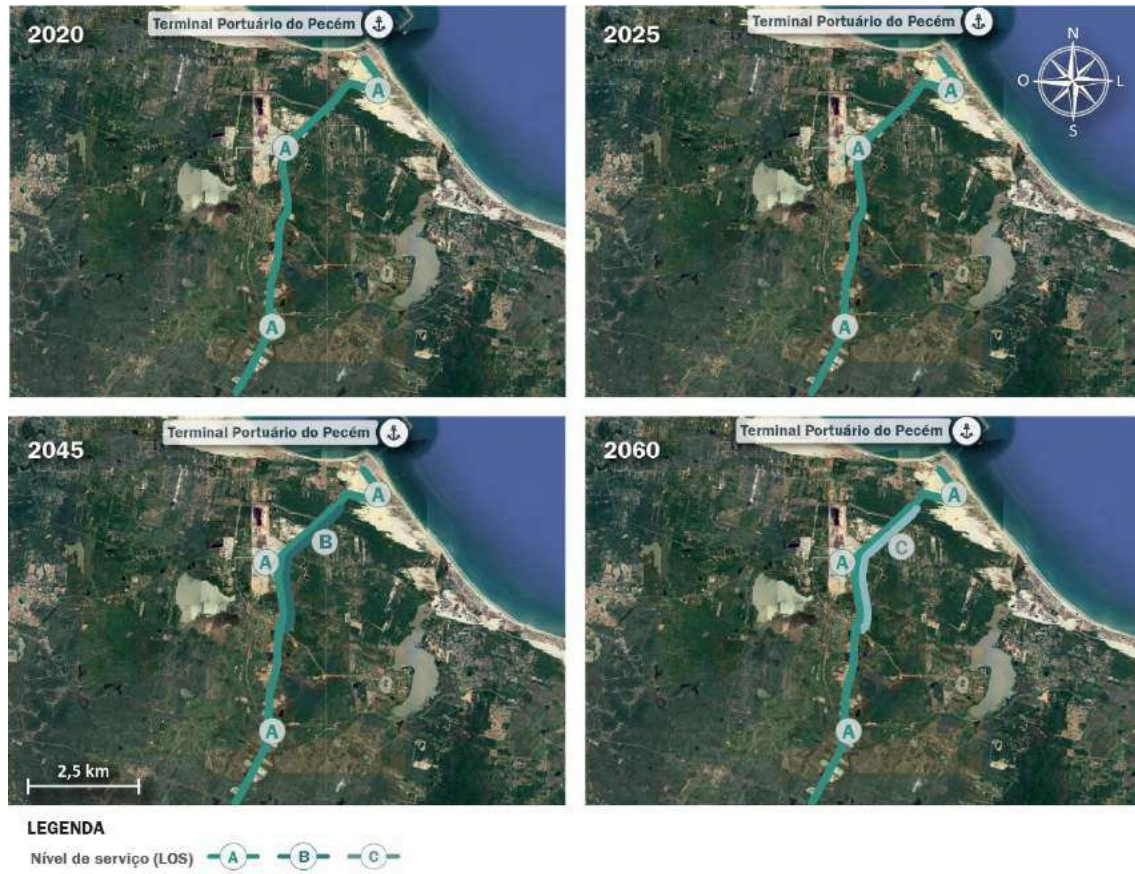 2020
Terminal Portuário do Pecém
A
A
A
2025
Terminal Portuário do Pecém
N
O
L
S
A
A
A
2045
Terminal Portuário do Pecém
A
B
A
A
2,5 km
2060
Terminal Portuário do Pecém
A
C
A
A
LEGENDA
Nível de serviço (LOS) A B C